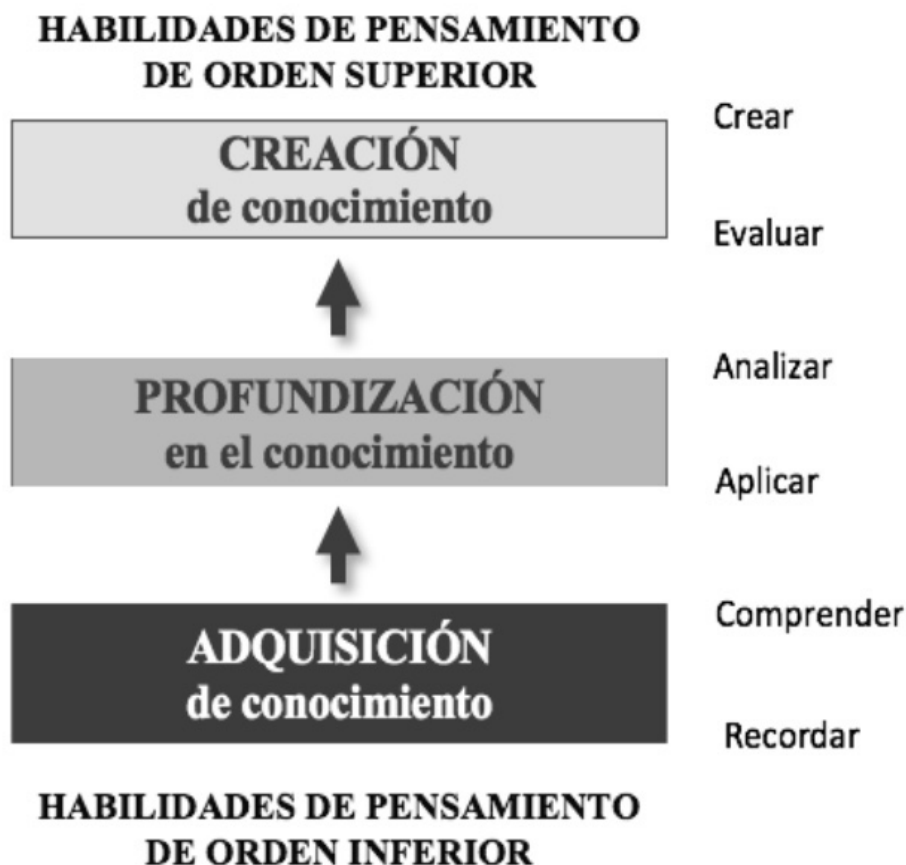 HABILIDADES DE PENSAMIENTO
DE ORDEN SUPERIOR
Crear
CREACIÓN
de conocimiento
Evaluar
Analizar
PROFUNDIZACIÓN
en el conocimiento
Aplicar
Comprender
ADQUISICIÓN
de conocimiento
Recordar
HABILIDADES DE PENSAMIENTO
DE ORDEN INFERIOR